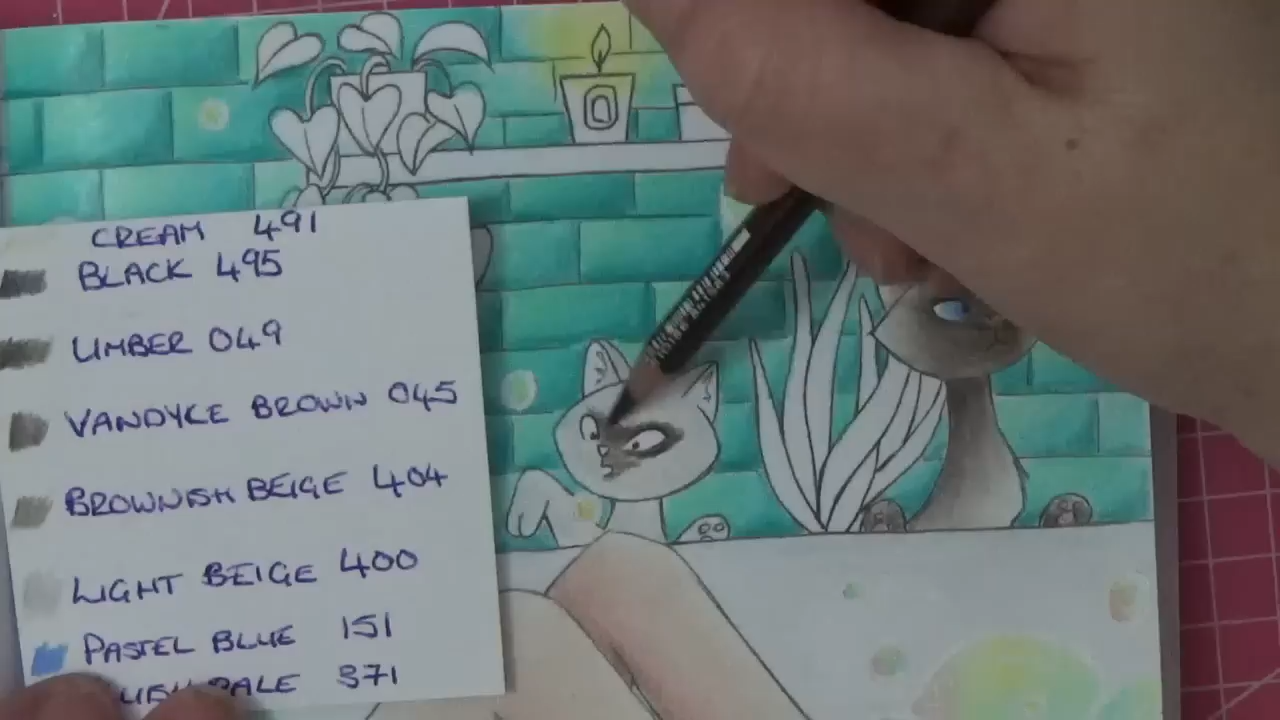 CREAM 491
BLACK 495
UMBER 049
VANDYKE BROWN 045
BROWNISH BEIGE 404
LIGHT BEIGE 400
PASTEL BLUE 151
PALE 371